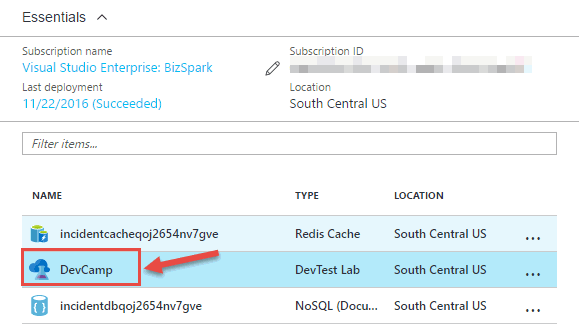 Essentials
Subscription name
Subscription ID
Visual Studio Enterprise: BizSpark
Last deployment
Location
11/22/2016 (Succeeded)
South Central US
Filter items...
NAME TYPE LOCATION
incidentcacheqoj2654nv7gve Redis Cache South Central US ...
DevCamp DevTest Lab South Central US ...
incidentdbqoj2654nv7gve NoSQL (Docu... South Central US ...